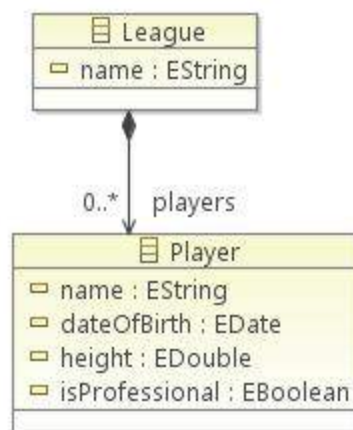 League
name : EString
0..* players
Player
name : EString
dateOfBirth : EDate
height : EDouble
isProfessional : EBoolean